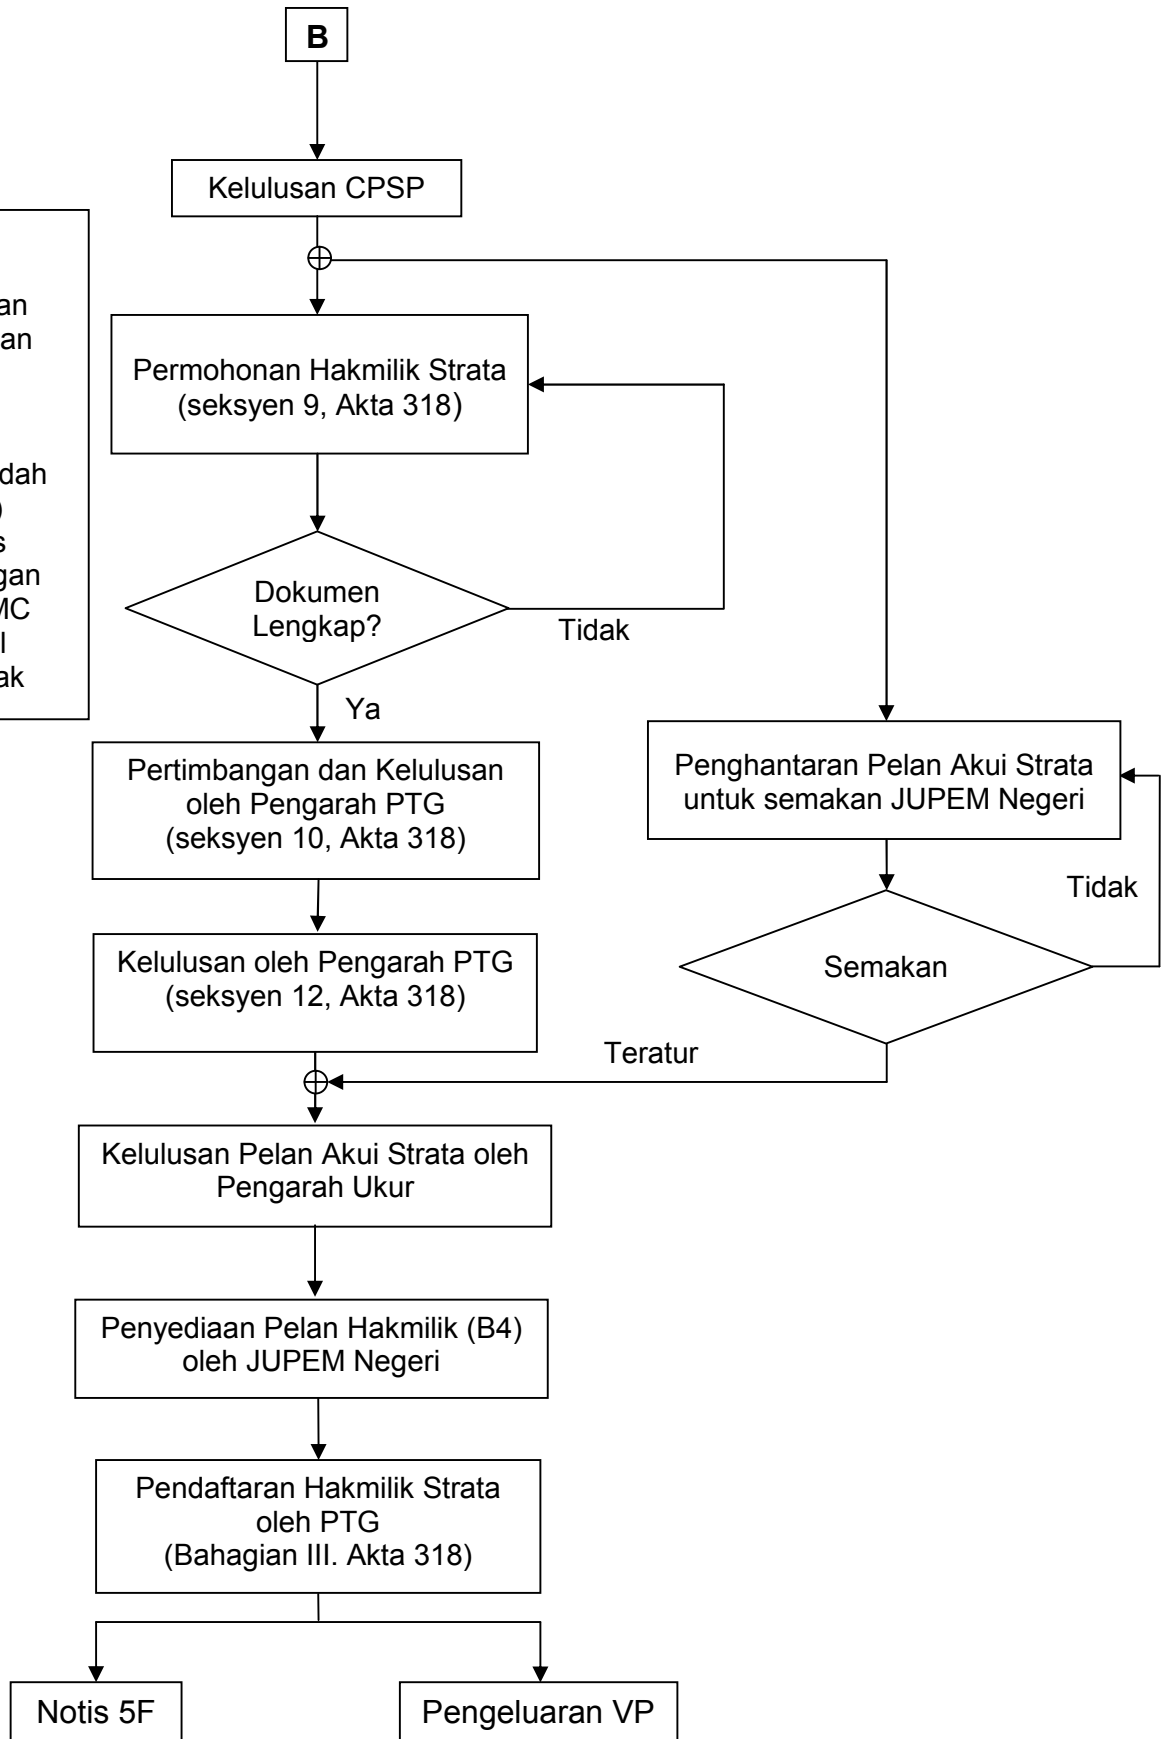 B
Kelulusan CPSP
Permohonan Hakmilik Strata
(seksyen 9, Akta 318)
Dokumen
Lengkap?
Tidak
Ya
Pertimbangan dan Kelulusan
oleh Pengarah PTG
(seksyen 10, Akta 318)
Penghantaran Pelan Akui Strata
untuk semakan JUPEM Negeri
Tidak
Semakan
Kelulusan oleh Pengarah PTG
(seksyen 12, Akta 318)
Teratur
Kelulusan Pelan Akui Strata oleh
Pengarah Ukur
Penyediaan Pelan Hakmilik (B4)
oleh JUPEM Negeri
Pendaftaran Hakmilik Strata
oleh PTG
(Bahagian III. Akta 318)
Notis 5F
Pengeluaran VP